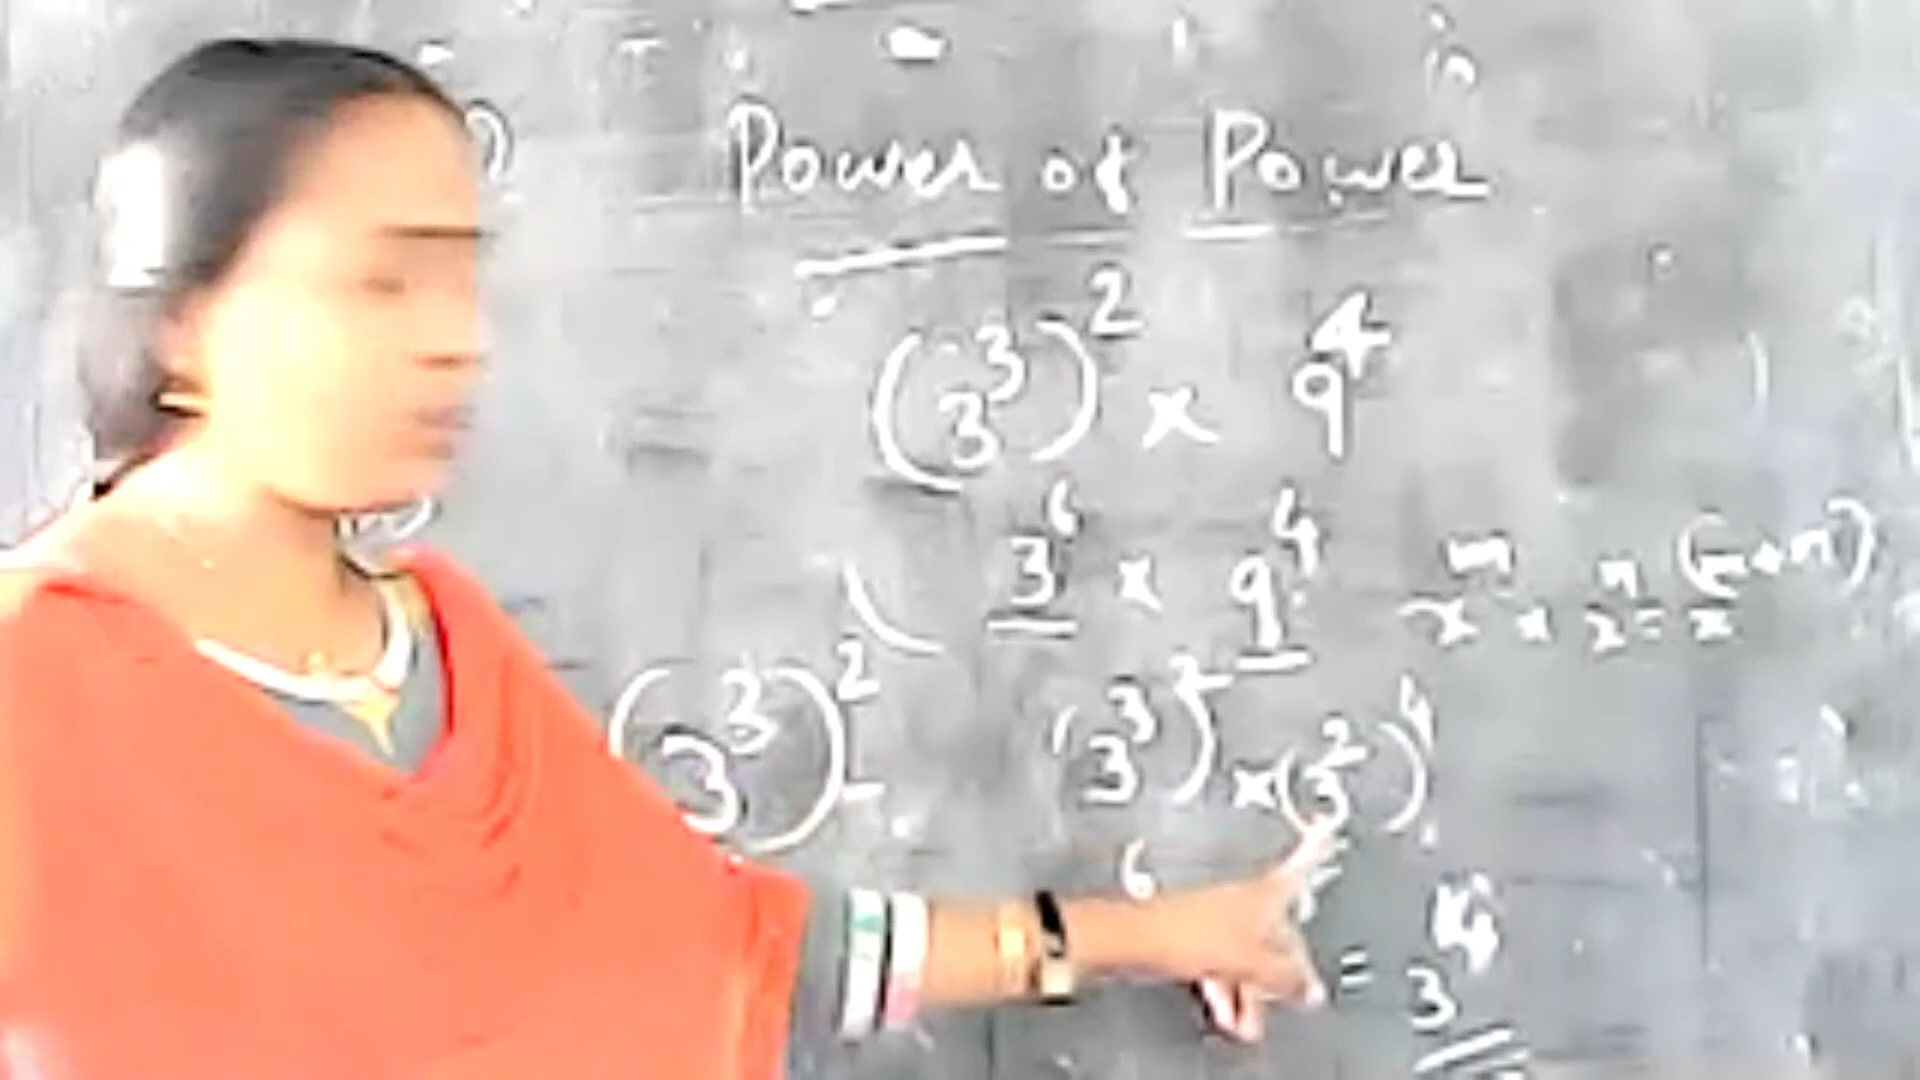 Power of Power
(3³)² × 9⁴
3⁶ × 9⁴ xᵐ × xⁿ = x⁽ᵐ⁺ⁿ⁾
(3³)² (3³)² × (3²)⁴
6
= 3¹⁴